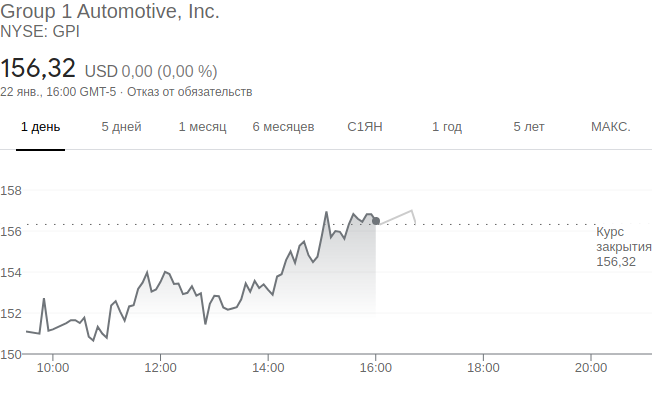 Group 1 Automotive, Inc.
NYSE: GPI
156,32 USD 0,00 (0,00 %)
22 янв., 16:00 GMT-5 · Отказ от обязательств
1 день 5 дней 1 месяц 6 месяцев С1ЯН 1 год 5 лет МАКС.
158
156
154
152
150
Курс
закрытия
156,32
10:00 12:00 14:00 16:00 18:00 20:00